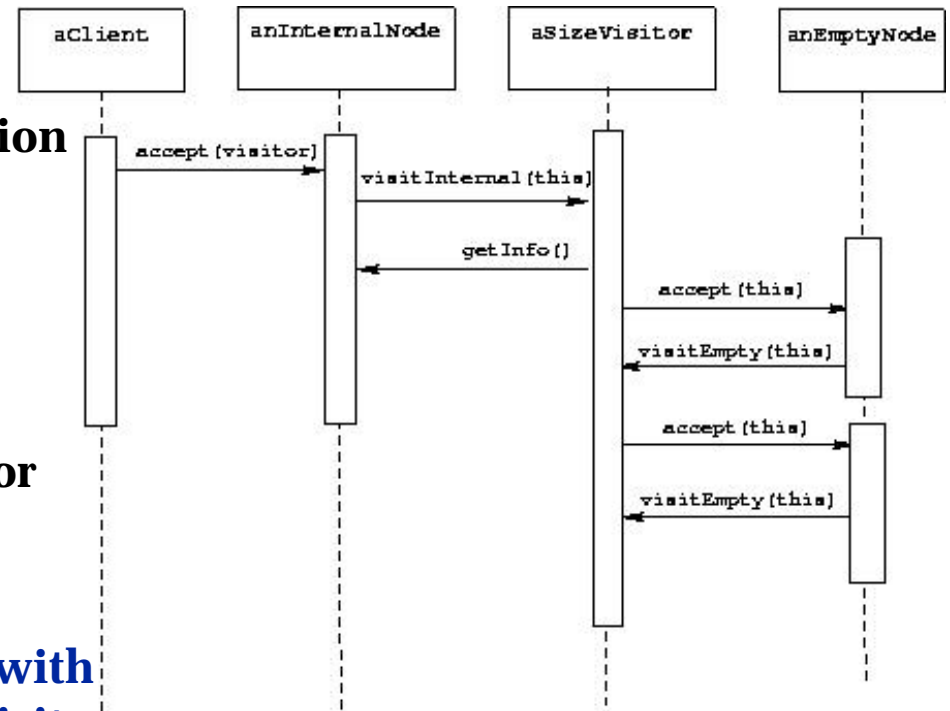 aClient
anInternalNode
aSizeVisitor
anEmptyNode
ion
accept(visitor)
visitInternal(this)
getInfo()
accept(this)
visitEmpty(this)
accept(this)
or
visitEmpty(this)
with